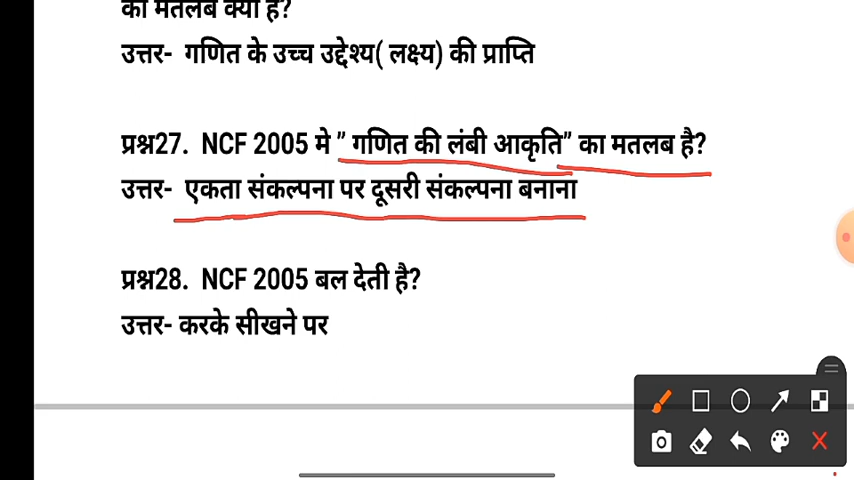 का मतलब क्या है?
उत्तर- गणित के उच्च उद्देश्य( लक्ष्य) की प्राप्ति
प्रश्न27. NCF 2005 मे ” गणित की लंबी आकृति” का मतलब है?
उत्तर- एकता संकल्पना पर दूसरी संकल्पना बनाना
प्रश्न28. NCF 2005 बल देती है?
उत्तर- करके सीखने पर